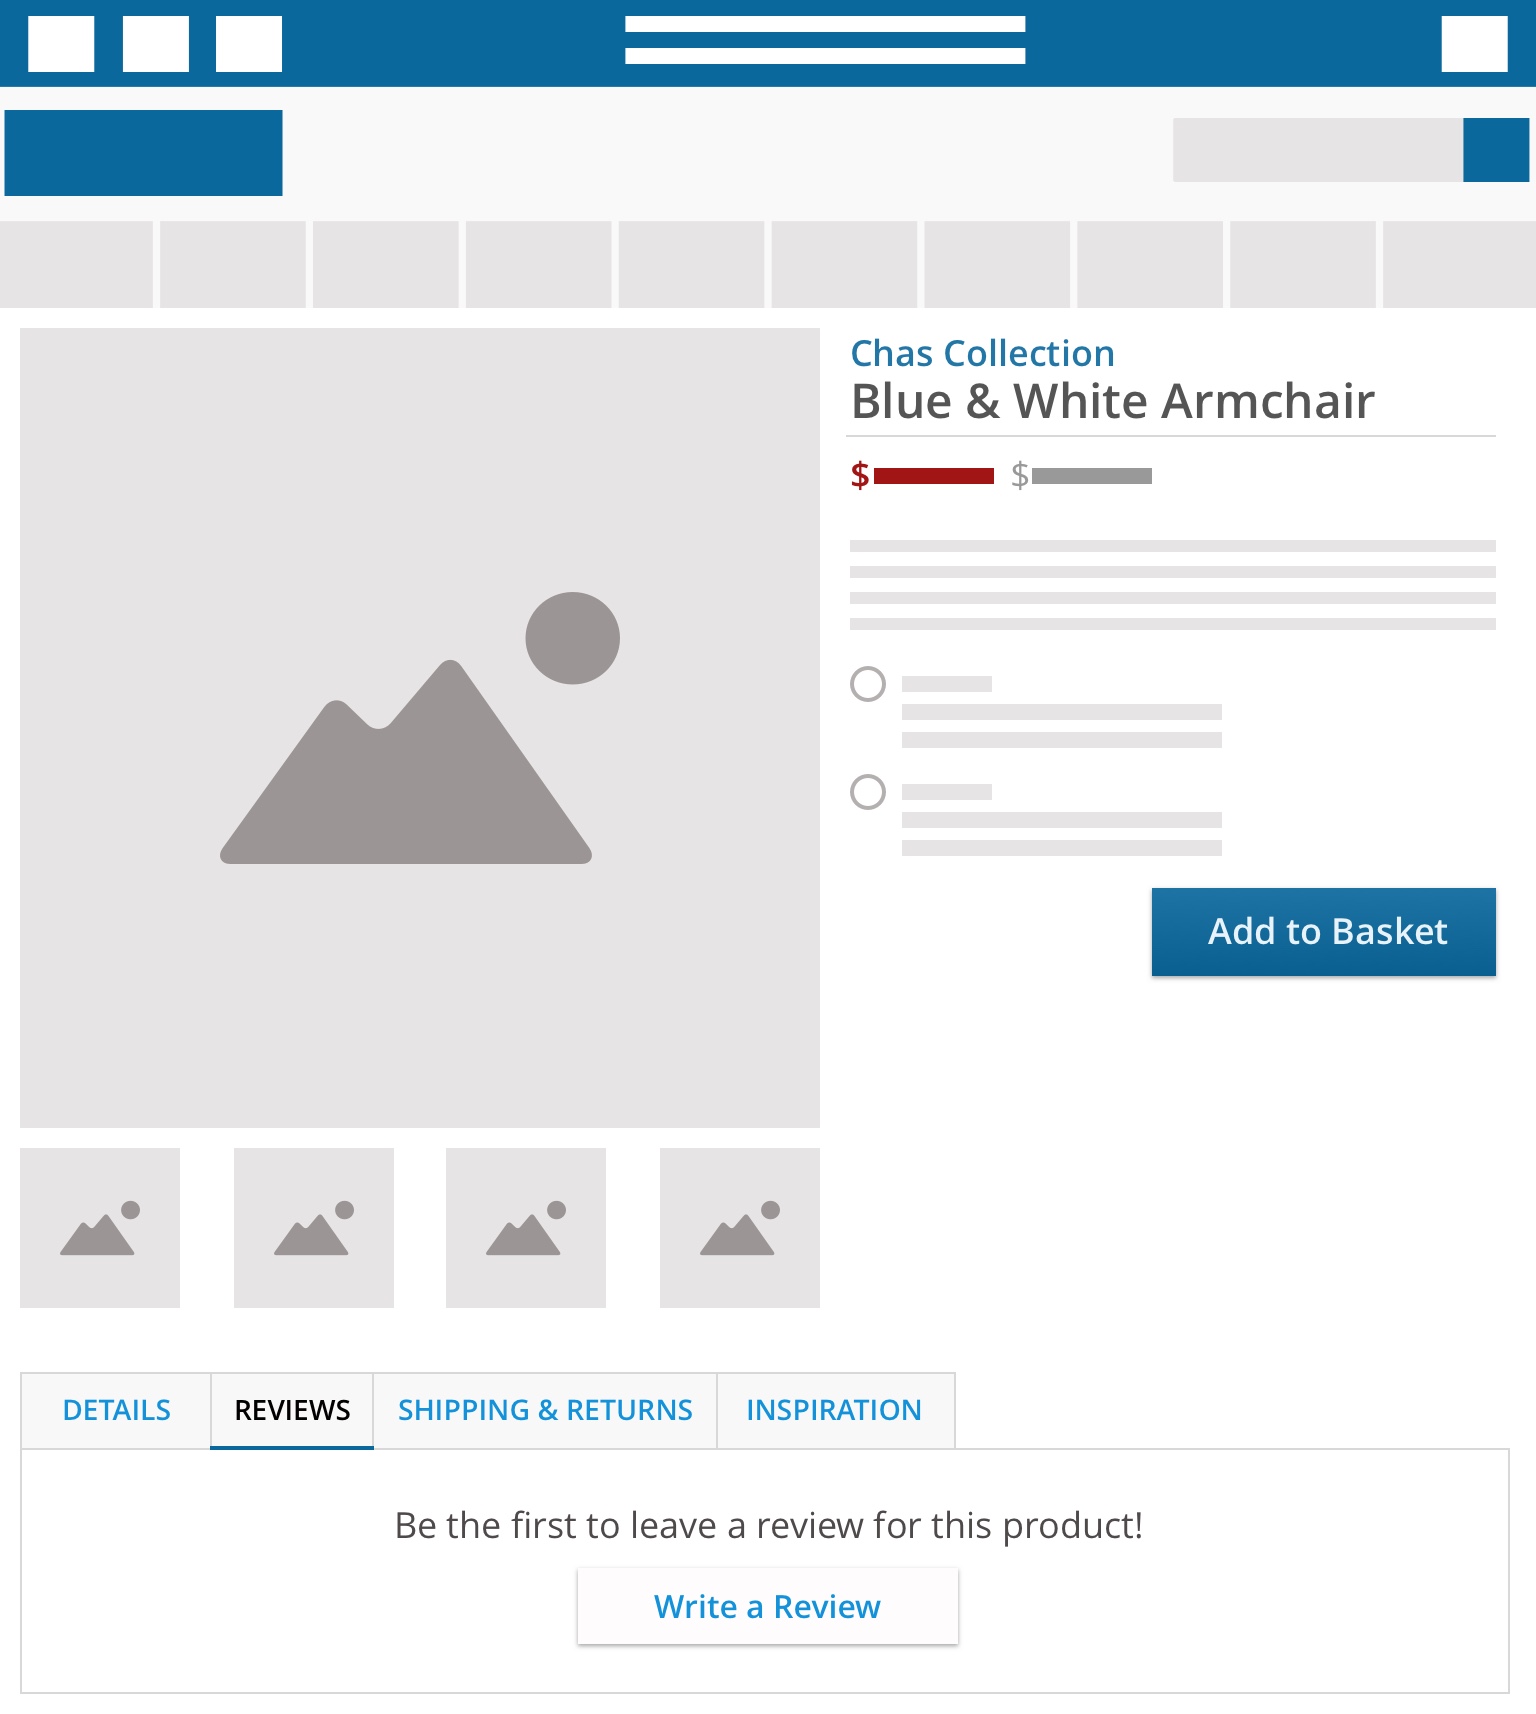 Chas Collection
Blue & White Armchair
$ $
Add to Basket
DETAILS REVIEWS SHIPPING & RETURNS INSPIRATION
Be the first to leave a review for this product!
Write a Review